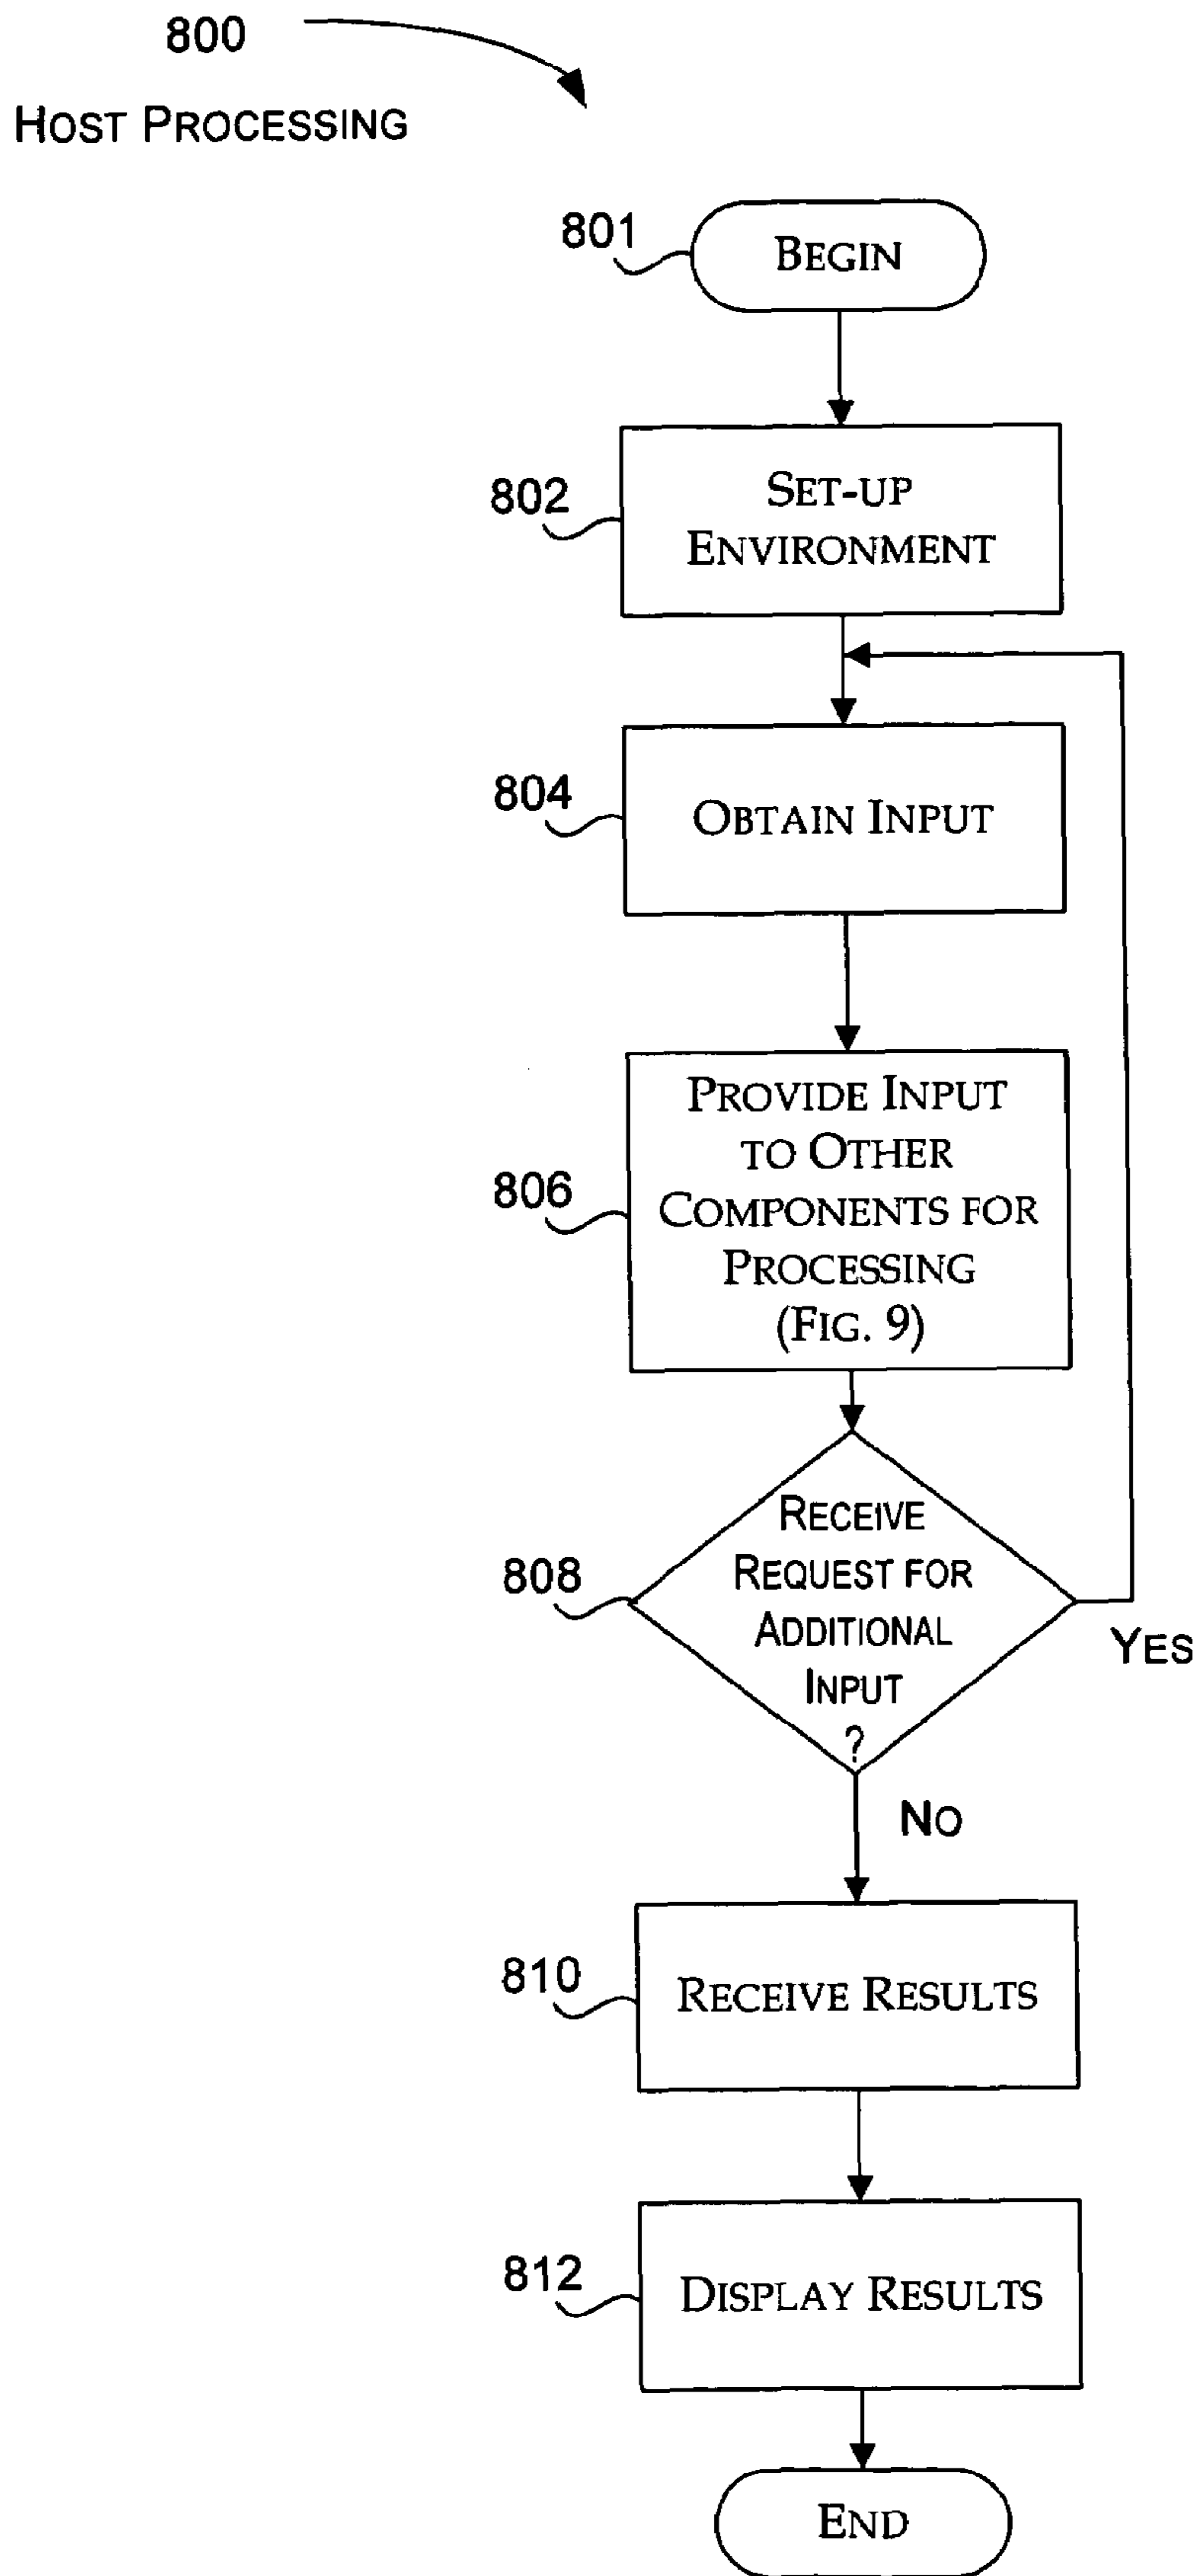 800
HOST PROCESSING
801
BEGIN
802
SET-UP
ENVIRONMENT
804
OBTAIN INPUT
806
PROVIDE INPUT
TO OTHER
COMPONENTS FOR
PROCESSING
(FIG. 9)
808
RECEIVE
REQUEST FOR
ADDITIONAL
INPUT
?
YES
NO
810
RECEIVE RESULTS
812
DISPLAY RESULTS
END